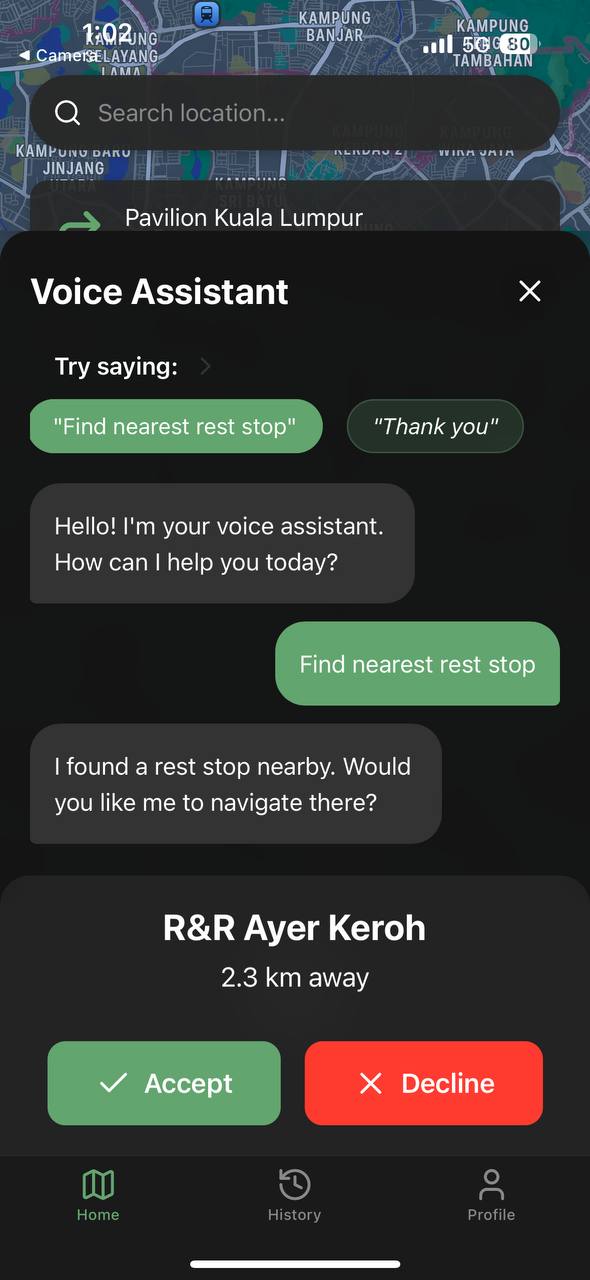 1:02
5G 80
◀ Camera
KAMPUNG
SELAYANG
LAMA
KAMPUNG
BANJAR
KAMPUNG
TAMBAHAN
Search location...
KAMPUNG BARU
JINJANG
UTARA
KERDAS 2
WIRA JAYA
KAMPUNG
SRI BATU
Pavilion Kuala Lumpur
Voice Assistant
Try saying:
"Find nearest rest stop"
"Thank you"
Hello! I'm your voice assistant.
How can I help you today?
Find nearest rest stop
I found a rest stop nearby. Would
you like me to navigate there?
R&R Ayer Keroh
2.3 km away
Accept
Decline
Home
History
Profile